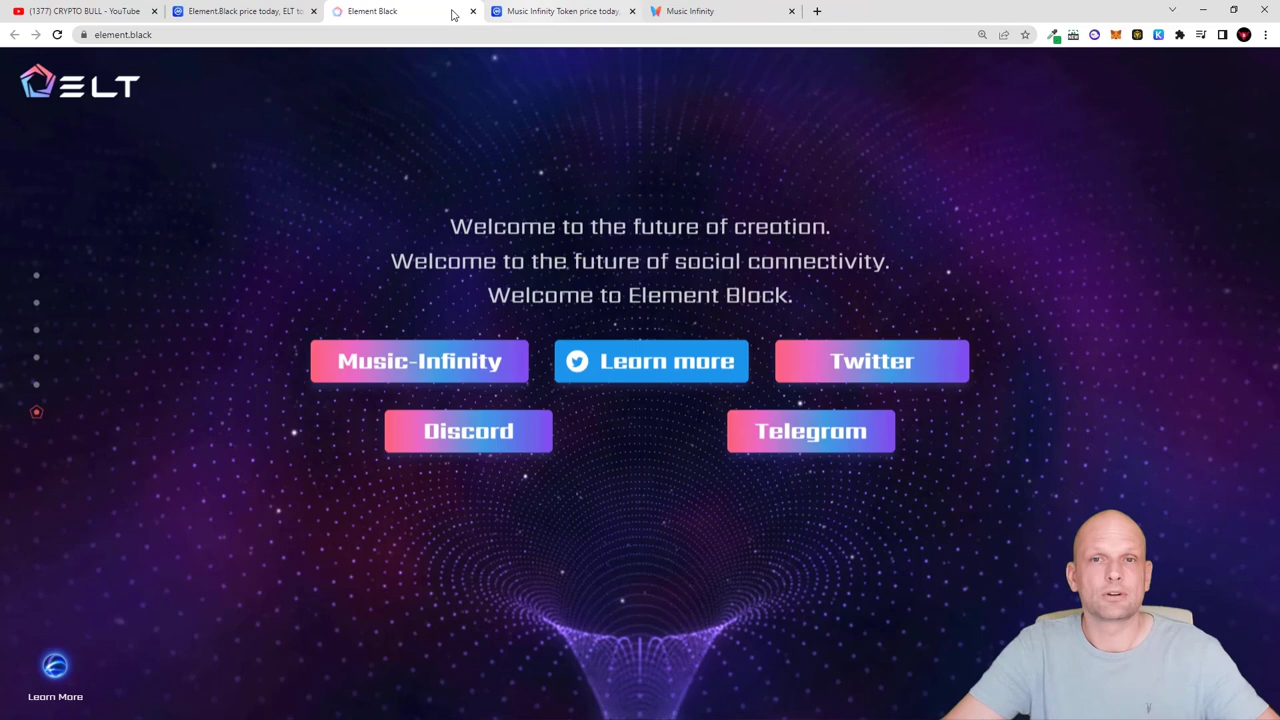 (1377) CRYPTO BULL - YouTube
Element.Black price today, ELT to
Element Black
Music Infinity Token price today,
Music Infinity
element.black
ELT
Welcome to the future of creation.
Welcome to the future of social connectivity.
Welcome to Element Black.
Music-Infinity
Learn more
Twitter
Discord
Telegram
Learn More